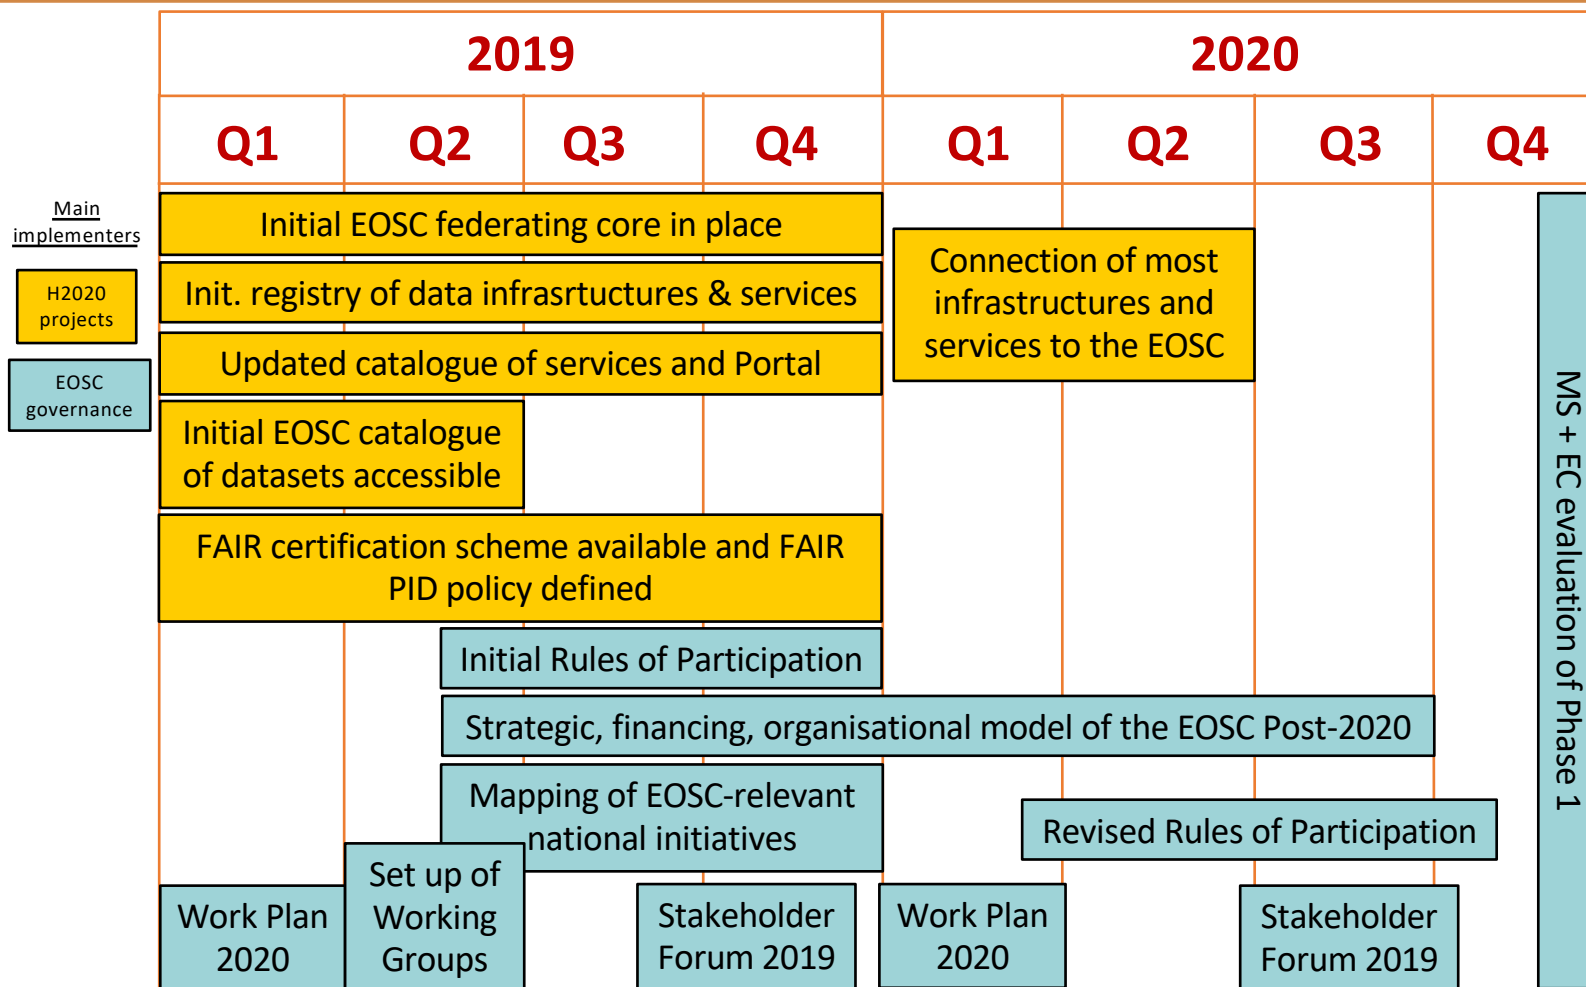 2019
2020
Q1
Q2
Q3
Q4
Q1
Q2
Q3
Q4
Main
implementers
H2020
projects
EOSC
governance
Initial EOSC federating core in place
Init. registry of data infrasrtuctures & services
Updated catalogue of services and Portal
Initial EOSC catalogue
of datasets accessible
FAIR certification scheme available and FAIR
PID policy defined
Connection of most
infrastructures and
services to the EOSC
Initial Rules of Participation
Strategic, financing, organisational model of the EOSC Post-2020
Mapping of EOSC-relevant
national initiatives
Revised Rules of Participation
Work Plan
2020
Set up of
Working
Groups
Stakeholder
Forum 2019
Work Plan
2020
Stakeholder
Forum 2019
MS + EC evaluation of Phase 1